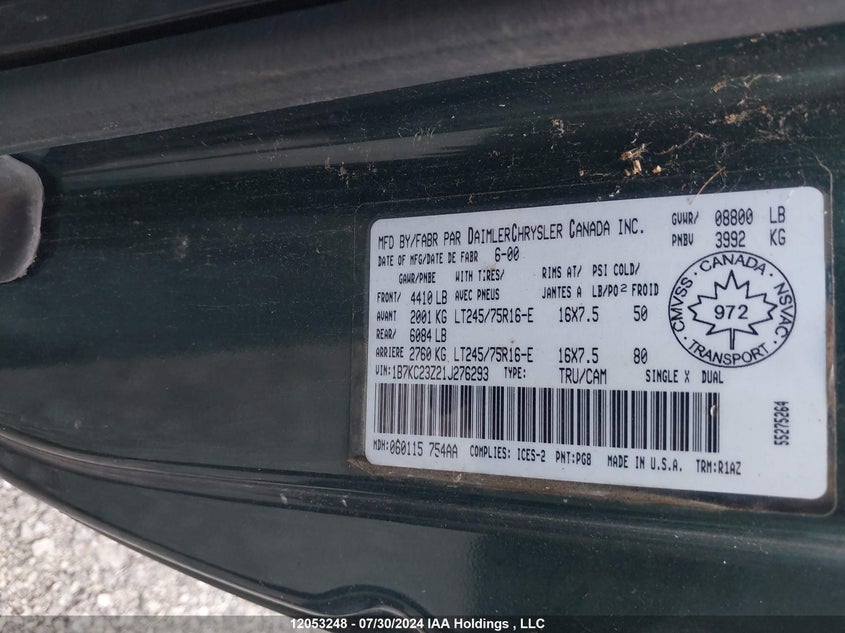 MFD BY/FABR PAR DAIMLERCHRYSLER CANADA INC.
GVWR/ 08800 LB
DATE OF MFG/DATE DE FABR 6-00
PNBV 3992 KG
GAWR/PNBE WITH TIRES/ RIMS AT/ PSI COLD/
FRONT/ 4410 LB AVEC PNEUS JANTES A LB/PO² FROID
AVANT 2001 KG LT245/75R16-E 16X7.5 50
REAR/ 6084 LB
ARRIERE 2760 KG LT245/75R16-E 16X7.5 80
VIN: 1B7KC23Z21J276293 TYPE: TRU/CAM SINGLE X DUAL
CMVSS · CANADA · NSVAC
972
· TRANSPORT ·
55275264
MDH: 060115 754AA COMPLIES: ICES-2 PNT:PG8 MADE IN U.S.A. TRM:R1AZ
12053248 - 07/30/2024 IAA Holdings , LLC